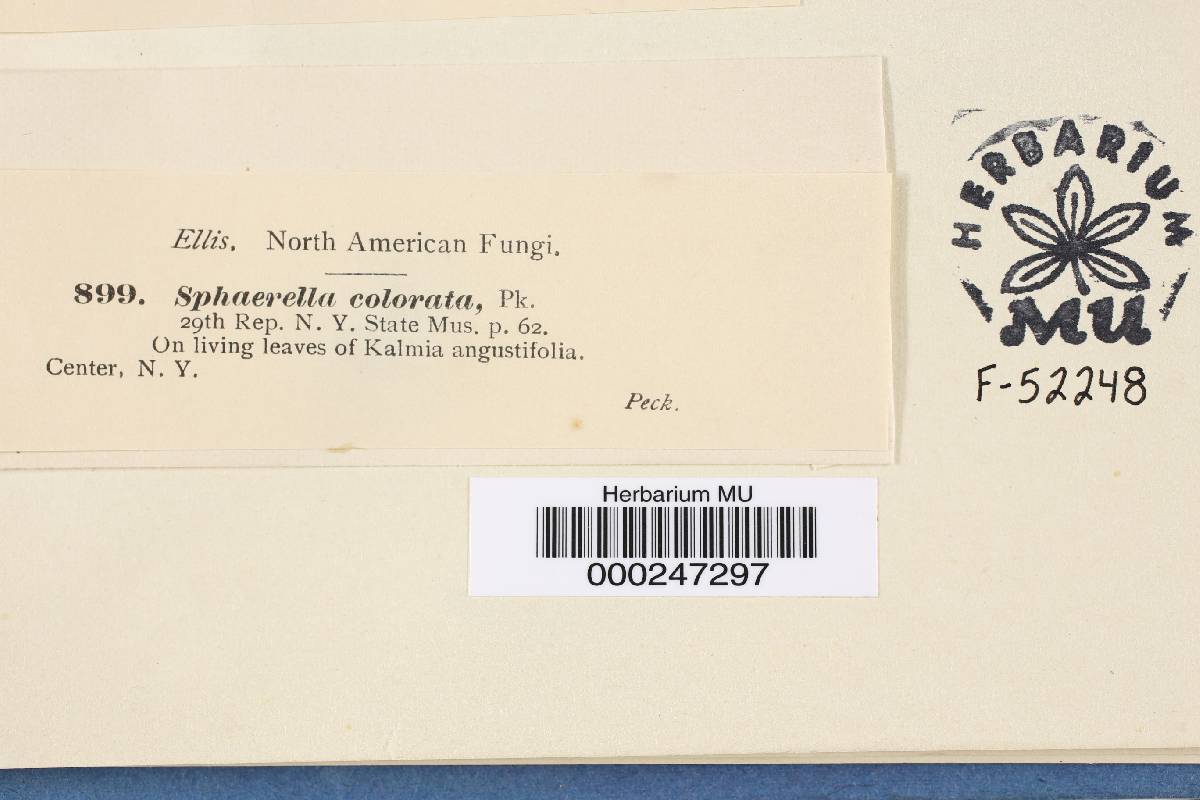 Ellis. North American Fungi.
899. Sphaerella colorata, Pk.
29th Rep. N. Y. State Mus. p. 62.
On living leaves of Kalmia angustifolia.
Center, N. Y.
Peck.
HERBARIUM
MU
F-52248
Herbarium MU
000247297